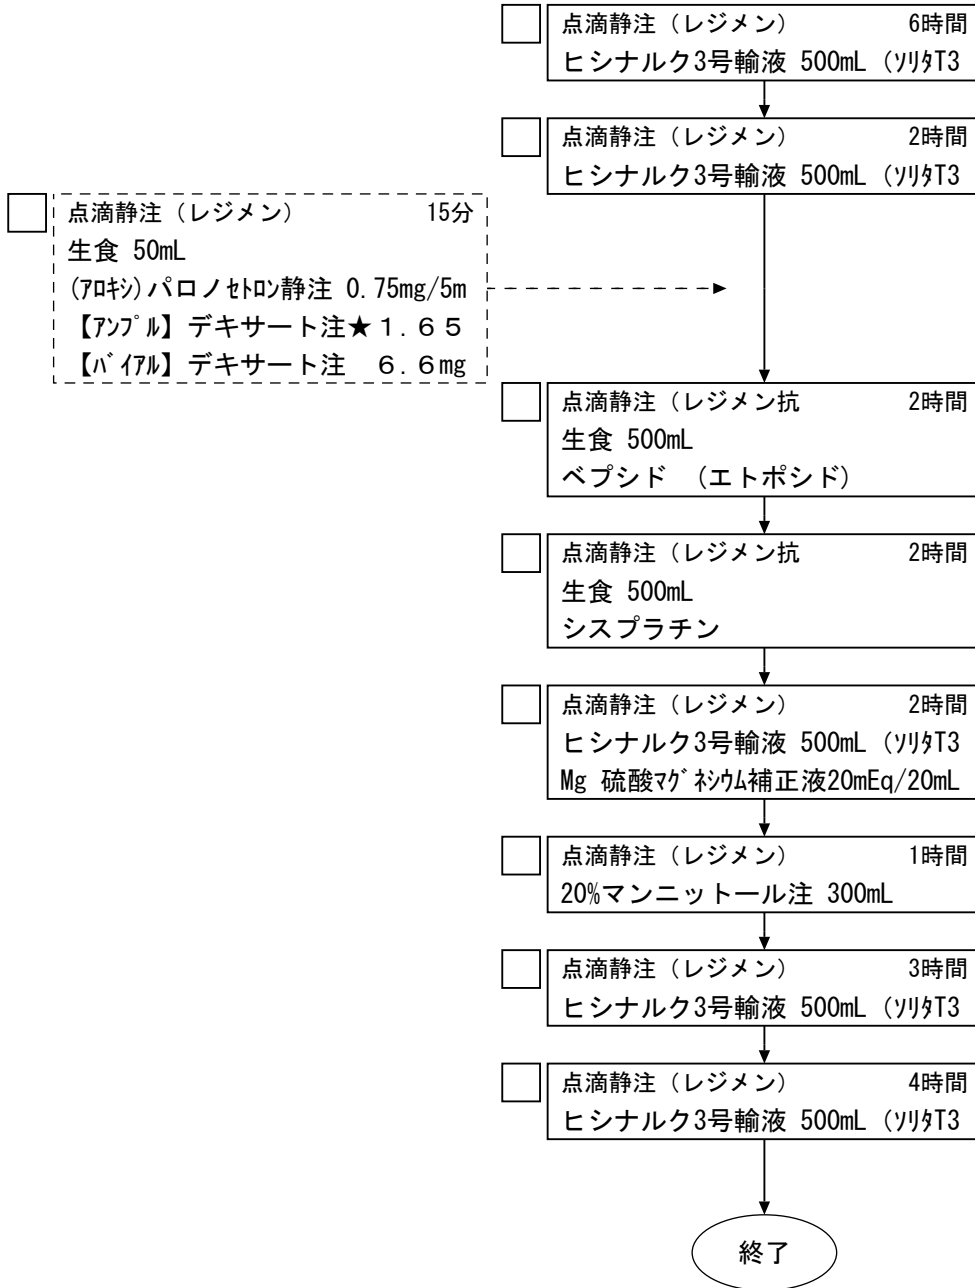 点滴静注（レジメン） 6時間
ヒシナルク3号輸液 500mL (ｿﾘﾀT3
点滴静注（レジメン） 2時間
ヒシナルク3号輸液 500mL (ｿﾘﾀT3
点滴静注（レジメン） 15分
生食 50mL
(ｱﾛｷｼ)パロノｾﾄﾛﾝ静注 0.75mg/5m
【ｱﾝﾌﾟﾙ】デキサート注★１.６５
【ﾊﾞｲｱﾙ】デキサート注　６.６mg
点滴静注（レジメン抗 2時間
生食 500mL
ベプシド　(エトポシド)
点滴静注（レジメン抗 2時間
生食 500mL
シスプラチン
点滴静注（レジメン） 2時間
ヒシナルク3号輸液 500mL (ｿﾘﾀT3
Mg 硫酸ﾏｸﾞﾈｼｳﾑ補正液20mEq/20mL
点滴静注（レジメン） 1時間
20%マンニットール注 300mL
点滴静注（レジメン） 3時間
ヒシナルク3号輸液 500mL (ｿﾘﾀT3
点滴静注（レジメン） 4時間
ヒシナルク3号輸液 500mL (ｿﾘﾀT3
終了